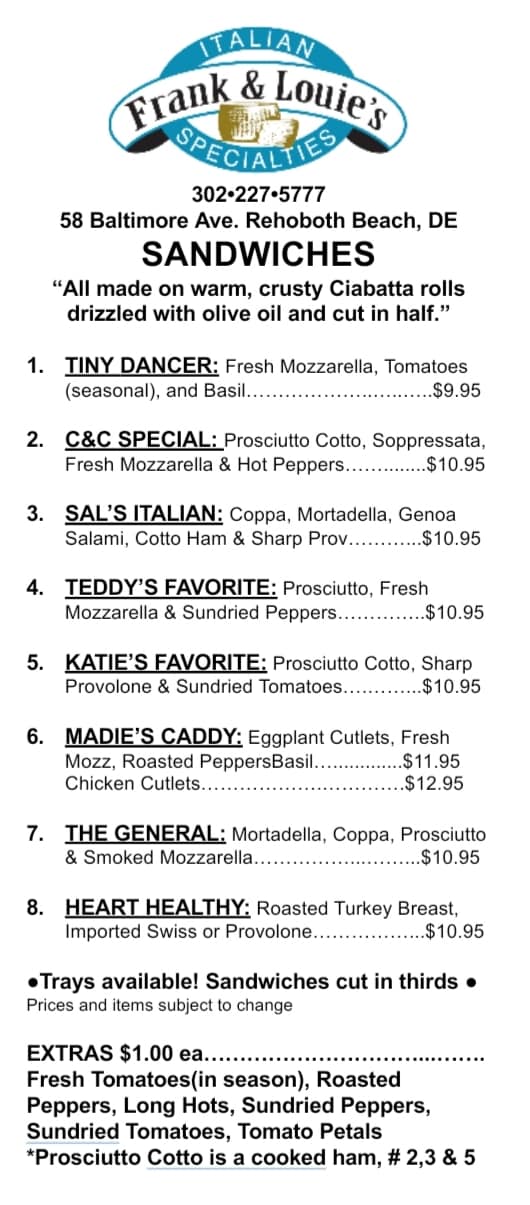 ITALIAN
Frank & Louie's
SPECIALTIES
302•227•5777
58 Baltimore Ave. Rehoboth Beach, DE
SANDWICHES
“All made on warm, crusty Ciabatta rolls
drizzled with olive oil and cut in half.”
1. TINY DANCER: Fresh Mozzarella, Tomatoes
(seasonal), and Basil……………….…..….$9.95
2. C&C SPECIAL: Prosciutto Cotto, Soppressata,
Fresh Mozzarella & Hot Peppers…….......$10.95
3. SAL’S ITALIAN: Coppa, Mortadella, Genoa
Salami, Cotto Ham & Sharp Prov………...$10.95
4. TEDDY’S FAVORITE: Prosciutto, Fresh
Mozzarella & Sundried Peppers…………..$10.95
5. KATIE’S FAVORITE: Prosciutto Cotto, Sharp
Provolone & Sundried Tomatoes………….$10.95
6. MADIE’S CADDY: Eggplant Cutlets, Fresh
Mozz, Roasted PeppersBasil…..............$11.95
Chicken Cutlets………………….……….$12.95
7. THE GENERAL: Mortadella, Coppa, Prosciutto
& Smoked Mozzarella……………..……...$10.95
8. HEART HEALTHY: Roasted Turkey Breast,
Imported Swiss or Provolone……………...$10.95
●Trays available! Sandwiches cut in thirds ●
Prices and items subject to change
EXTRAS $1.00 ea…………………………...…….
Fresh Tomatoes(in season), Roasted
Peppers, Long Hots, Sundried Peppers,
Sundried Tomatoes, Tomato Petals
*Prosciutto Cotto is a cooked ham, # 2,3 & 5